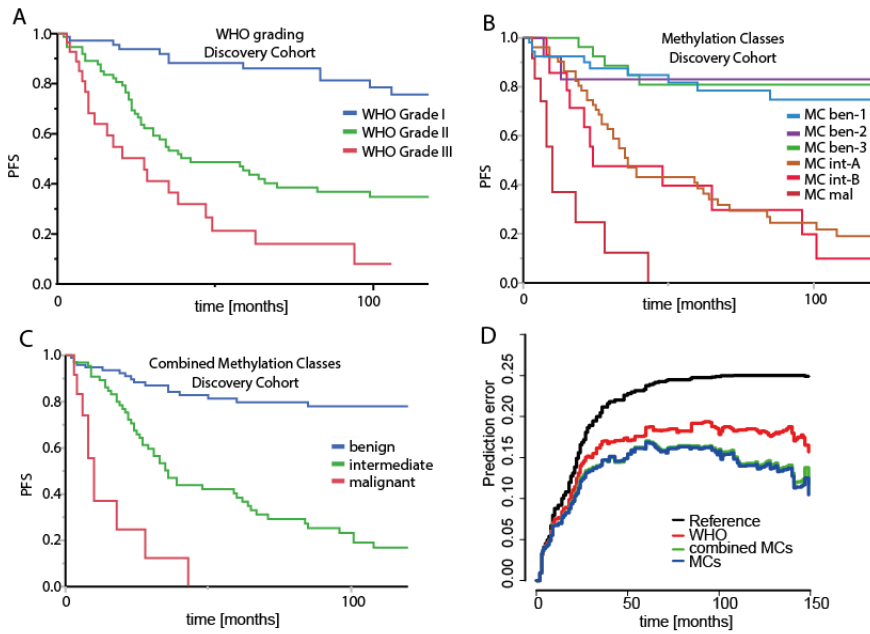 A
WHO grading
Discovery Cohort
1.0
0.8
0.6
0.4
0.2
0.0
PFS
WHO Grade I
WHO Grade II
WHO Grade III
0
100
time [months]
B
Methylation Classes
Discovery Cohort
1.0
0.8
0.6
0.4
0.2
0.0
PFS
MC ben-1
MC ben-2
MC ben-3
MC int-A
MC int-B
MC mal
0
100
time [months]
C
Combined Methylation Classes
Discovery Cohort
1.0
0.8
0.6
0.4
0.2
0.0
PFS
benign
intermediate
malignant
0
100
time [months]
D
0.25
0.20
0.15
0.10
0.05
0.00
Prediction error
Reference
WHO
combined MCs
MCs
0
50
100
150
time [months]